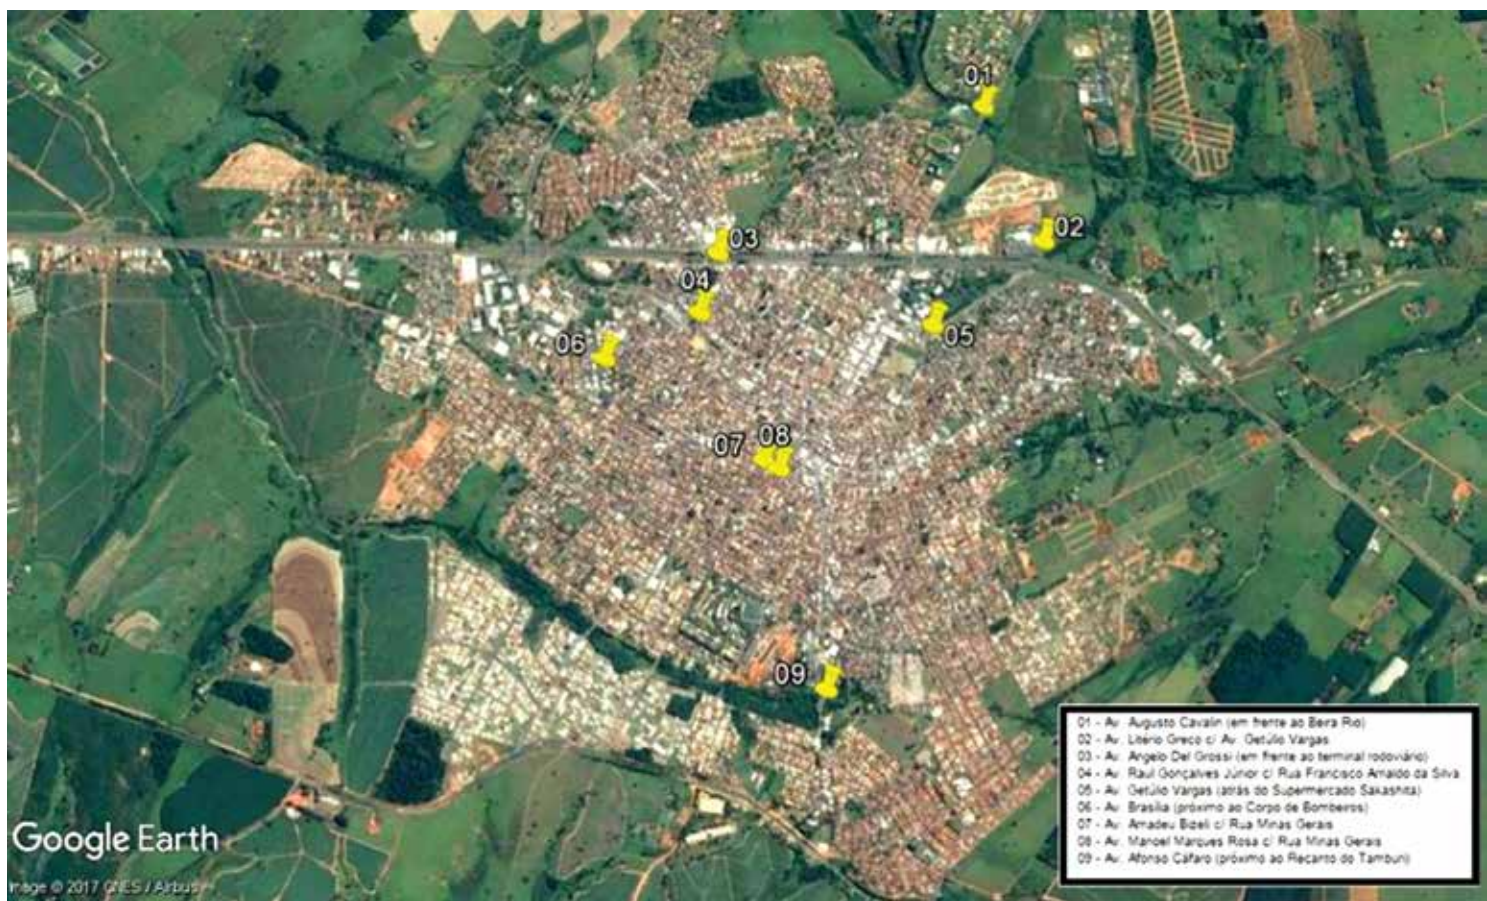 01
02
03
04
05
06
07
08
09
01 - Av. Augusto Cavalin (em frente ao Beira Rio)
02 - Av. Litério Greco c/ Av. Getúlio Vargas
03 - Av. Angelo Del Grossi (em frente ao terminal rodoviário)
04 - Av. Raul Gonçalves Júnior c/ Rua Francisco Arnaldo da Silva
05 - Av. Getúlio Vargas (atrás do Supermercado Sakashita)
06 - Av. Brasília (próximo ao Corpo de Bombeiros)
07 - Av. Amadeu Bizeli c/ Rua Minas Gerais
08 - Av. Manoel Marques Rosa c/ Rua Minas Gerais
09 - Av. Afonso Cáfaro (próximo ao Recanto do Tamburi)
Google Earth
Image © 2017 CNES / Airbus